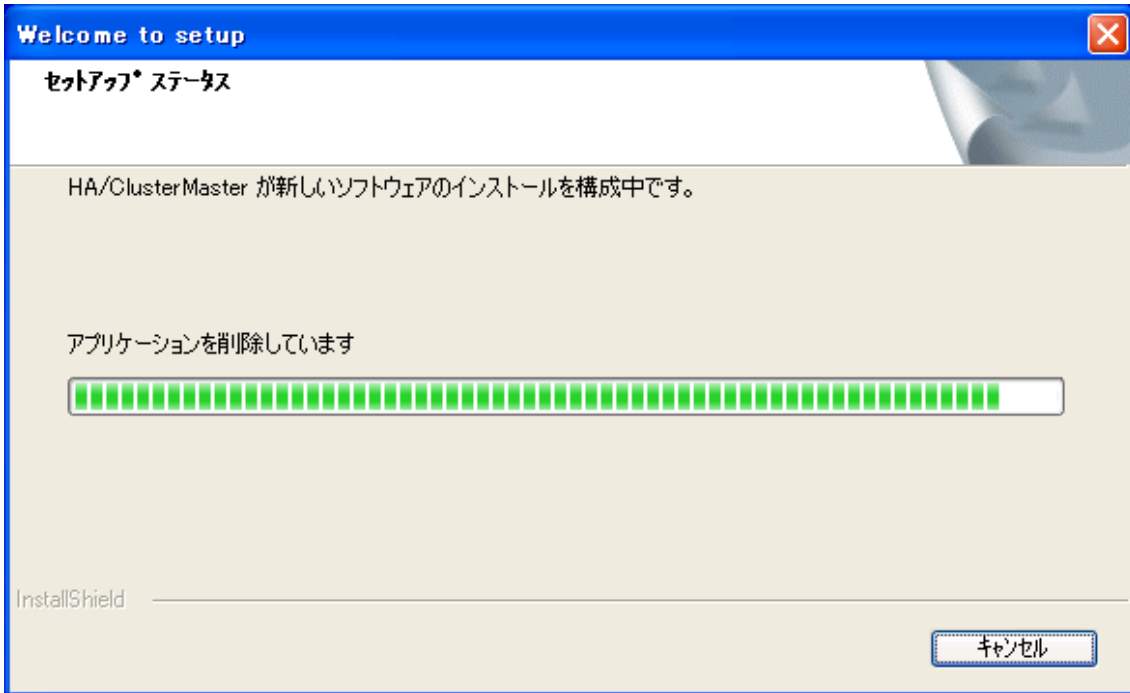 Welcome to setup
ｾｯﾄｱｯﾌﾟ ｽﾃｰﾀｽ
HA/ClusterMaster が新しいソフトウェアのインストールを構成中です。
アプリケーションを削除しています
InstallShield
キャンセル